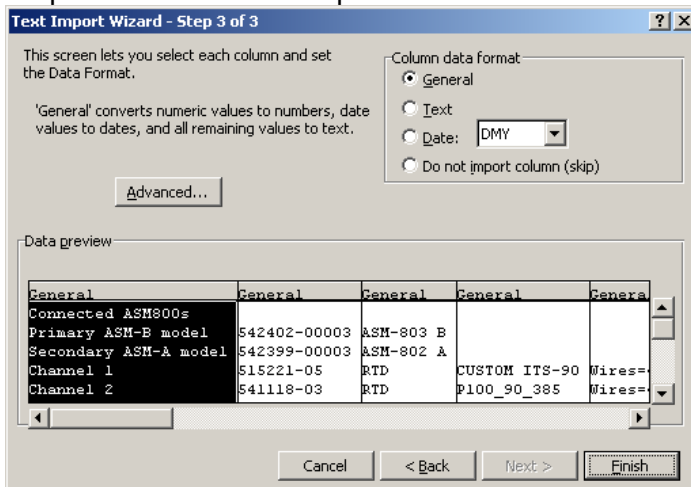 Text Import Wizard - Step 3 of 3
This screen lets you select each column and set
the Data Format.
'General' converts numeric values to numbers, date
values to dates, and all remaining values to text.
Advanced...
Column data format
General
Text
Date: DMY
Do not import column (skip)
Data preview
General General General General Genera
Connected ASM800s
Primary ASM-B model 542402-00003 ASM-803 B
Secondary ASM-A model 542399-00003 ASM-802 A
Channel 1 515221-05 RTD CUSTOM ITS-90 Wires=
Channel 2 541118-03 RTD P100_90_385 Wires=
Cancel < Back Next > Finish